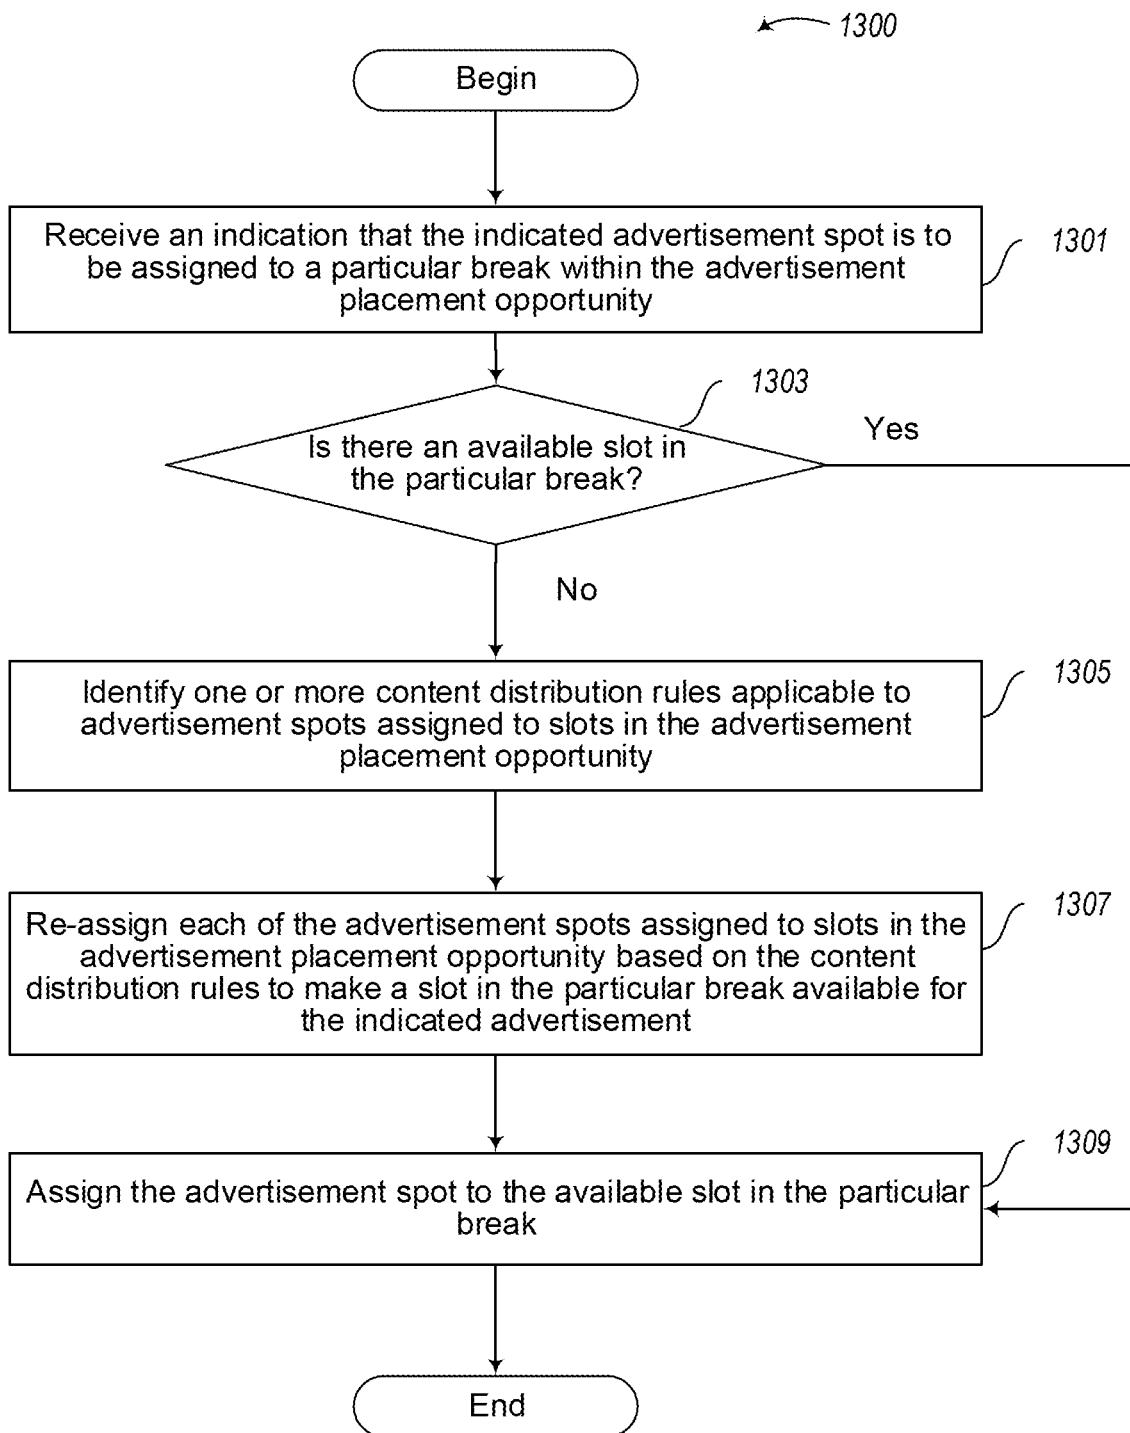 1300
Begin
Receive an indication that the indicated advertisement spot is to
be assigned to a particular break within the advertisement
placement opportunity
1301
1303
Is there an available slot in
the particular break?
Yes
No
Identify one or more content distribution rules applicable to
advertisement spots assigned to slots in the advertisement
placement opportunity
1305
Re-assign each of the advertisement spots assigned to slots in the
advertisement placement opportunity based on the content
distribution rules to make a slot in the particular break available for
the indicated advertisement
1307
Assign the advertisement spot to the available slot in the particular
break
1309
End